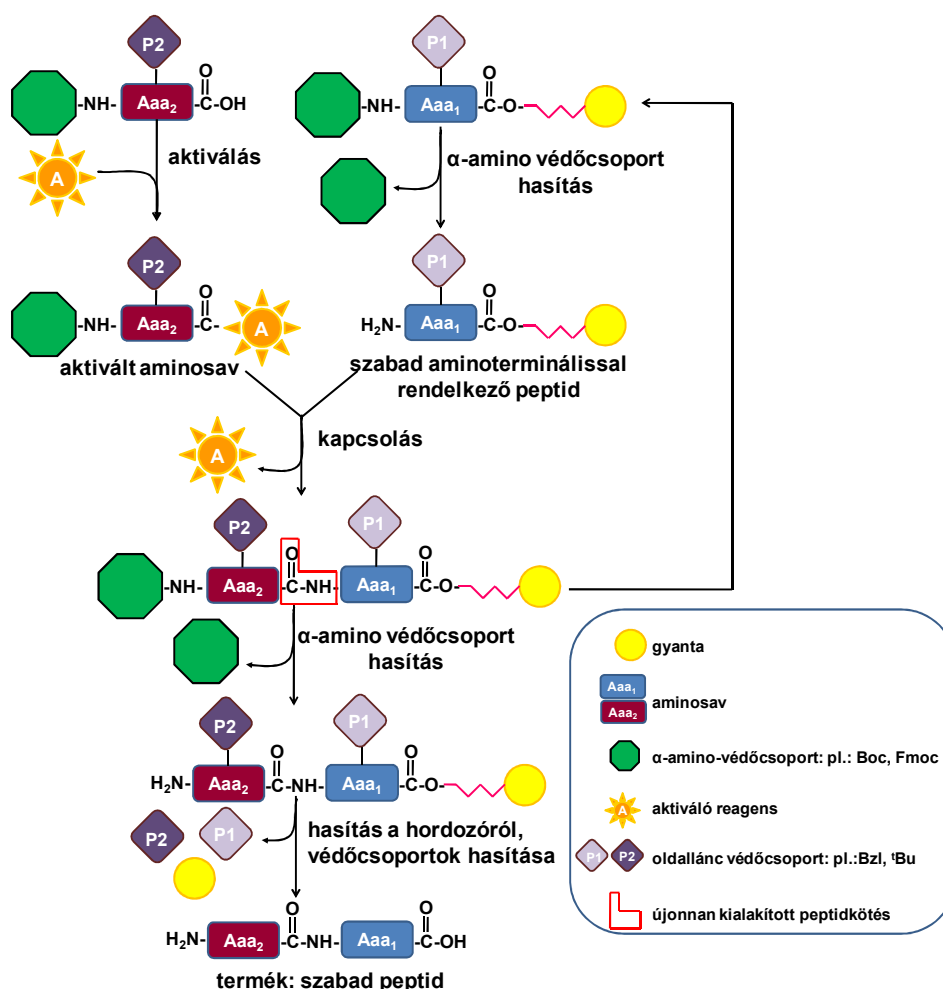 P2
-NH-
Aaa₂
O
C-OH
P1
-NH-
Aaa₁
O
C-O-
aktiválás
A
α-amino védőcsoport
hasítás
P2
-NH-
Aaa₂
O
C-
A
aktivált aminosav
P1
H₂N-
Aaa₁
O
-C-O-
szabad aminoterminálissal
rendelkező peptid
kapcsolás
A
P2
P1
-NH-
Aaa₂
O
-C-NH-
Aaa₁
O
-C-O-
α-amino védőcsoport
hasítás
P2
P1
H₂N-
Aaa₂
O
-C-NH-
Aaa₁
O
-C-O-
P2
P1
hasítás a hordozóról,
védőcsoportok hasítása
H₂N-
Aaa₂
O
-C-NH-
Aaa₁
O
-C-OH
termék: szabad peptid
gyanta
Aaa₁
Aaa₂
aminosav
α-amino-védőcsoport: pl.: Boc, Fmoc
A
aktiváló reagens
P1
P2
oldallánc védőcsoport: pl.:Bzl, ᵗBu
újonnan kialakított peptidkötés